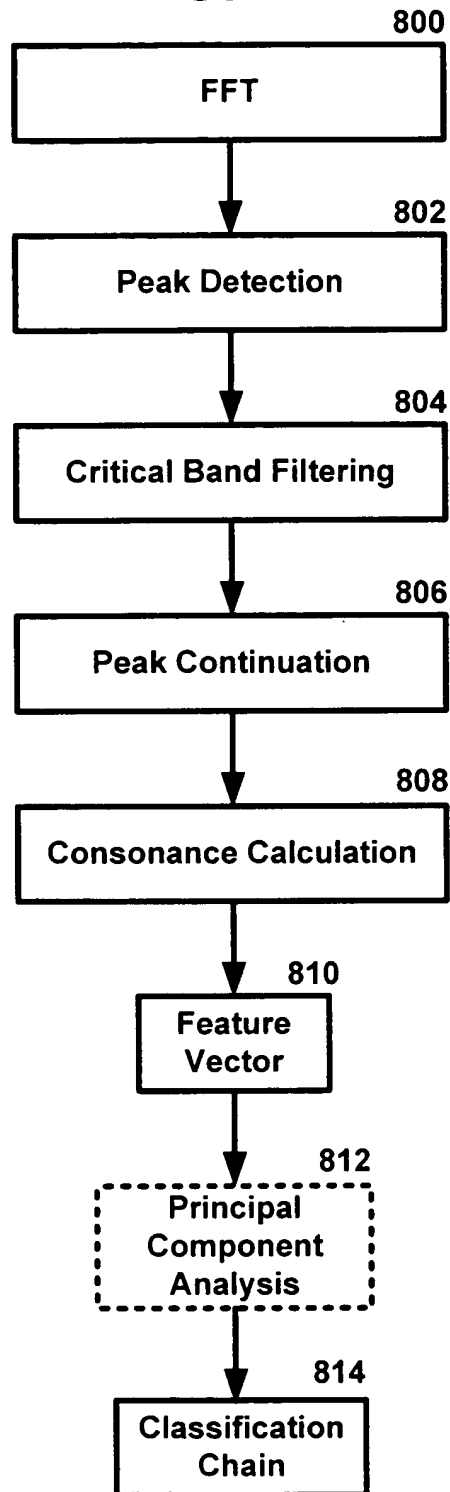 800
FFT
802
Peak Detection
804
Critical Band Filtering
806
Peak Continuation
808
Consonance Calculation
810
Feature
Vector
812
Principal
Component
Analysis
814
Classification
Chain